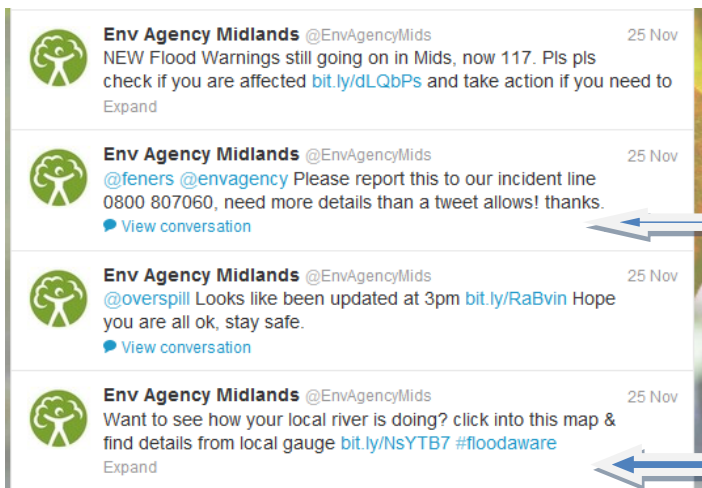 Env Agency Midlands @EnvAgencyMids 25 Nov
NEW Flood Warnings still going on in Mids, now 117. Pls pls
check if you are affected bit.ly/dLQbPs and take action if you need to
Expand
Env Agency Midlands @EnvAgencyMids 25 Nov
@feners @envagency Please report this to our incident line
0800 807060, need more details than a tweet allows! thanks.
View conversation
Env Agency Midlands @EnvAgencyMids 25 Nov
@overspill Looks like been updated at 3pm bit.ly/RaBvin Hope
you are all ok, stay safe.
View conversation
Env Agency Midlands @EnvAgencyMids 25 Nov
Want to see how your local river is doing? click into this map &
find details from local gauge bit.ly/NsYTB7 #floodaware
Expand